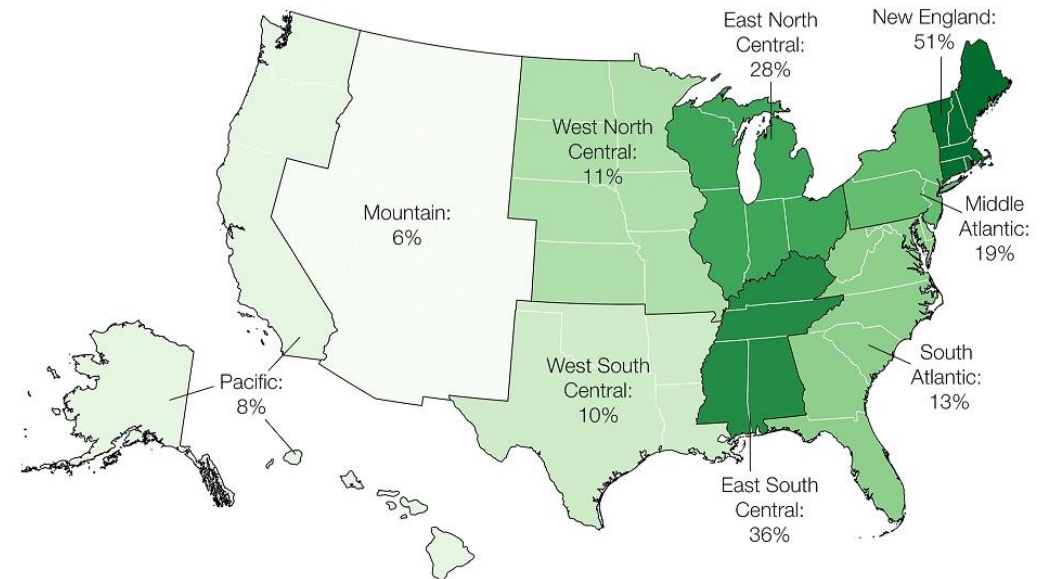 East North
Central:
28%
New England:
51%
West North
Central:
11%
Mountain:
6%
Middle
Atlantic:
19%
West South
Central:
10%
South
Atlantic:
13%
Pacific:
8%
East South
Central:
36%